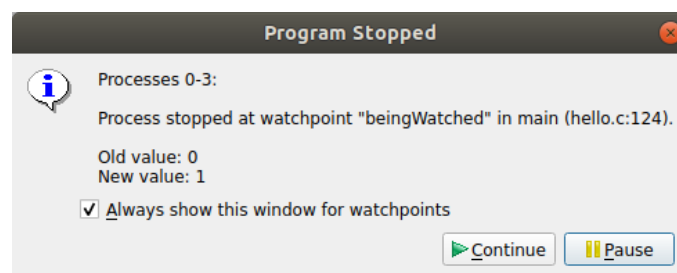 Program Stopped
Processes 0-3:
Process stopped at watchpoint "beingWatched" in main (hello.c:124).
Old value: 0
New value: 1
Always show this window for watchpoints
Continue
Pause